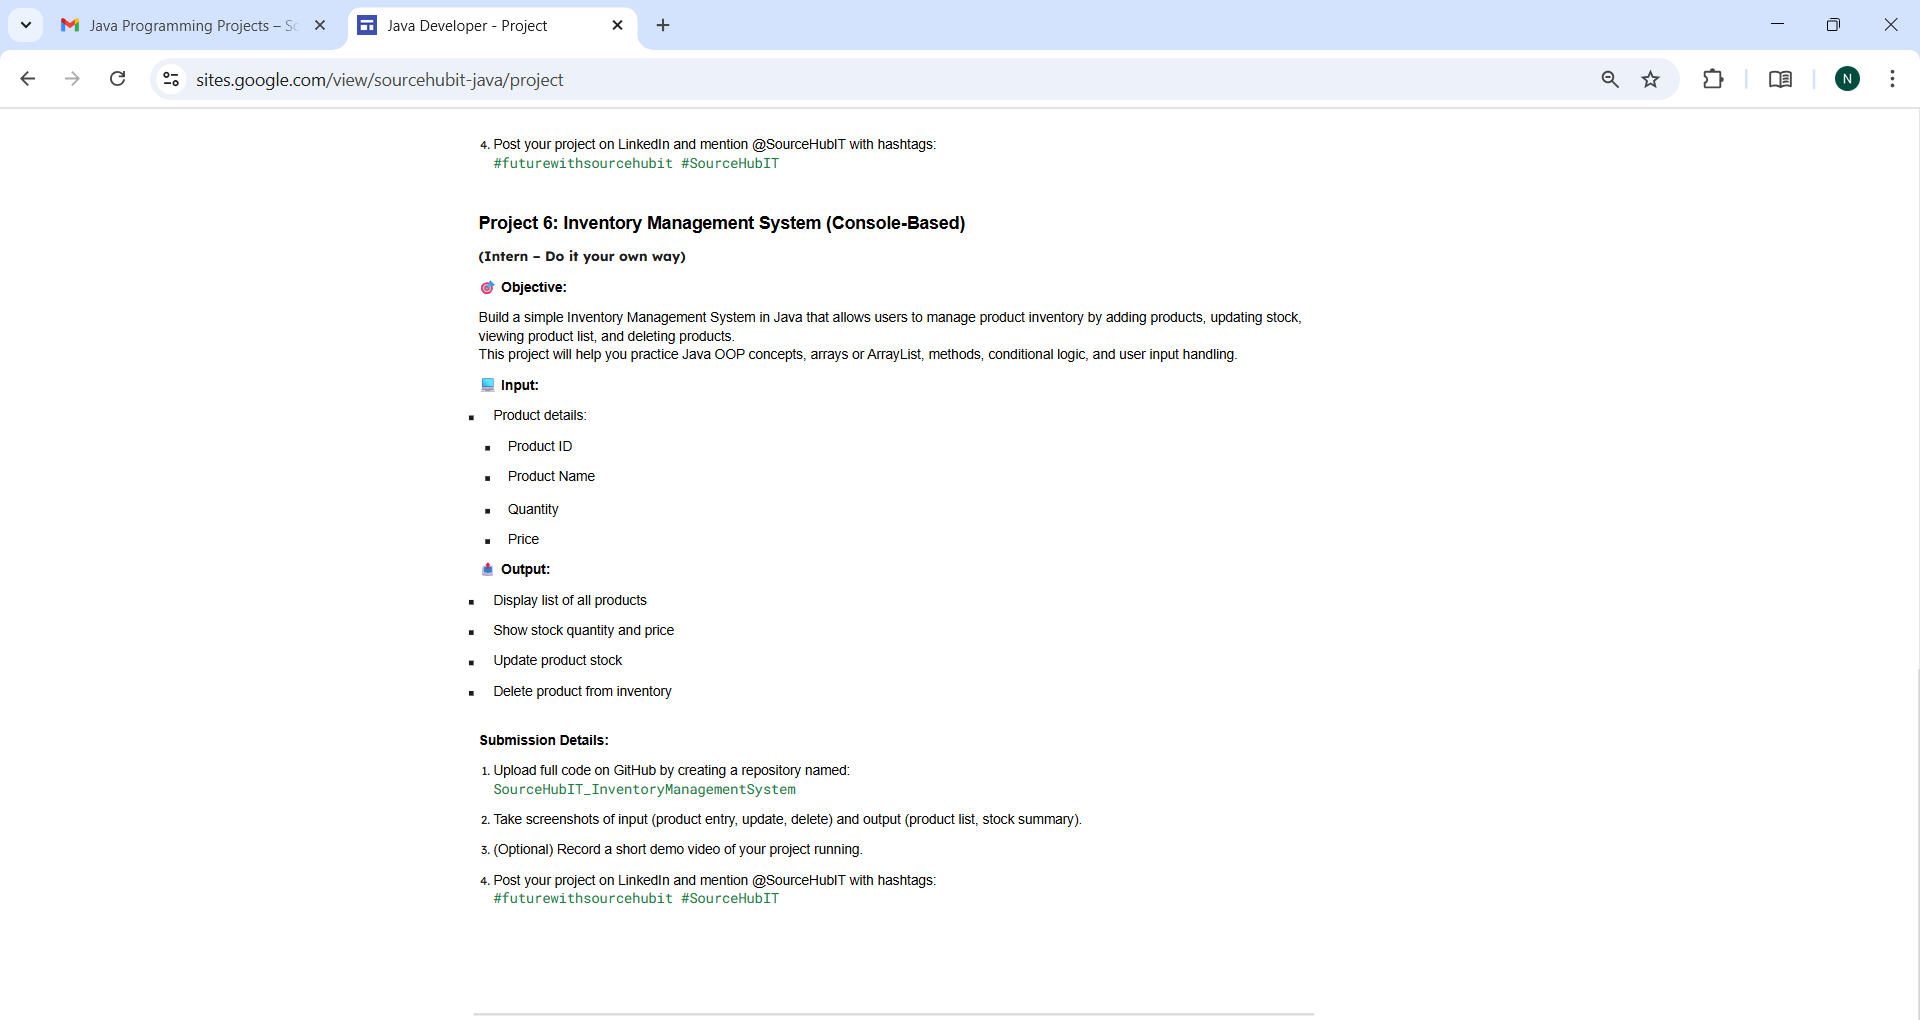 Java Programming Projects – Sc
Java Developer - Project
sites.google.com/view/sourcehubit-java/project
N
4. Post your project on LinkedIn and mention @SourceHubIT with hashtags:
#futurewithsourcehubit #SourceHubIT
Project 6: Inventory Management System (Console-Based)
(Intern – Do it your own way)
Objective:
Build a simple Inventory Management System in Java that allows users to manage product inventory by adding products, updating stock,
viewing product list, and deleting products.
This project will help you practice Java OOP concepts, arrays or ArrayList, methods, conditional logic, and user input handling.
Input:
Product details:
Product ID
Product Name
Quantity
Price
Output:
Display list of all products
Show stock quantity and price
Update product stock
Delete product from inventory
Submission Details:
1. Upload full code on GitHub by creating a repository named:
SourceHubIT_InventoryManagementSystem
2. Take screenshots of input (product entry, update, delete) and output (product list, stock summary).
3. (Optional) Record a short demo video of your project running.
4. Post your project on LinkedIn and mention @SourceHubIT with hashtags:
#futurewithsourcehubit #SourceHubIT